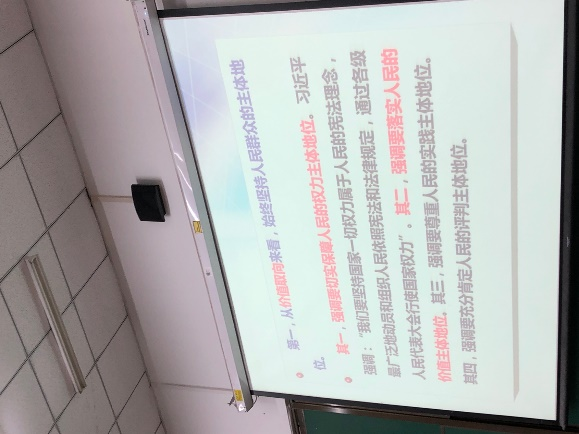 第一，从价值取向来看，始终坚持人民群众的主体地
位。
其一，强调要切实保障人民的权力主体地位。习近平
强调：“我们要坚持国家一切权力属于人民的宪法理念，
最广泛地动员和组织人民依照宪法和法律规定，通过各级
人民代表大会行使国家权力”。其二，强调要落实人民的
价值主体地位。其三，强调要尊重人民的实践主体地位。
其四，强调要充分肯定人民的评判主体地位。